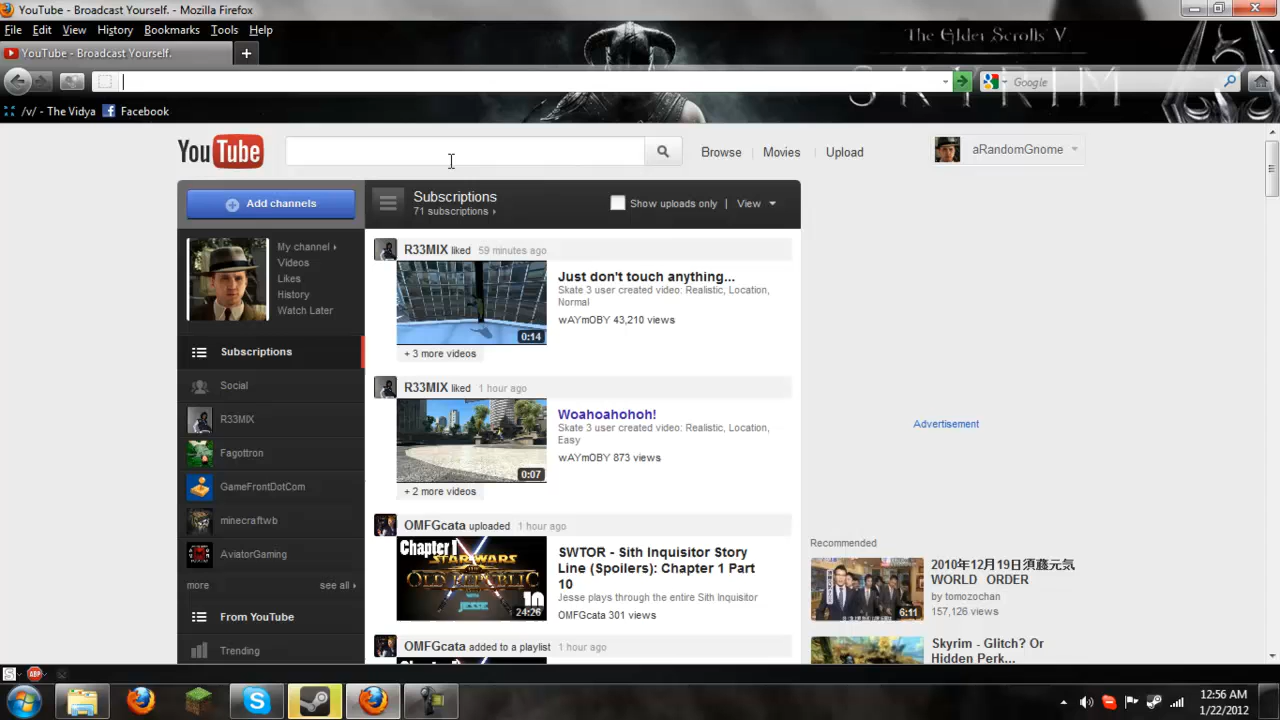 YouTube - Broadcast Yourself. - Mozilla Firefox
File Edit View History Bookmarks Tools Help
The Elder Scrolls V
YouTube - Broadcast Yourself.
SKYRIM
Google
/v/ - The Vidya Facebook
YouTube
Browse Movies Upload aRandomGnome
Add channels
Subscriptions
71 subscriptions
Show uploads only | View
My channel
Videos
Likes
History
Watch Later
Subscriptions
Social
R33MIX
Fagottron
GameFrontDotCom
minecraftwb
AviatorGaming
more see all
From YouTube
Trending
R33MIX liked 59 minutes ago
Just don't touch anything...
Skate 3 user created video: Realistic, Location,
Normal
wAYmOBY 43,210 views
0:14
+ 3 more videos
R33MIX liked 1 hour ago
Woahoahohoh!
Skate 3 user created video: Realistic, Location,
Easy
wAYmOBY 873 views
0:07
+ 2 more videos
OMFGcata uploaded 1 hour ago
Chapter 1
STAR WARS
THE OLD REPUBLIC
WITH JESSE
10
24:26
SWTOR - Sith Inquisitor Story
Line (Spoilers): Chapter 1 Part
10
Jesse plays through the entire Sith Inquisitor
OMFGcata 301 views
OMFGcata added to a playlist 1 hour ago
Advertisement
Recommended
2010年12月19日須藤元気
WORLD ORDER
by tomozochan
157,126 views
6:11
Skyrim - Glitch? Or
Hidden Perk...
ABP
12:56 AM
1/22/2012